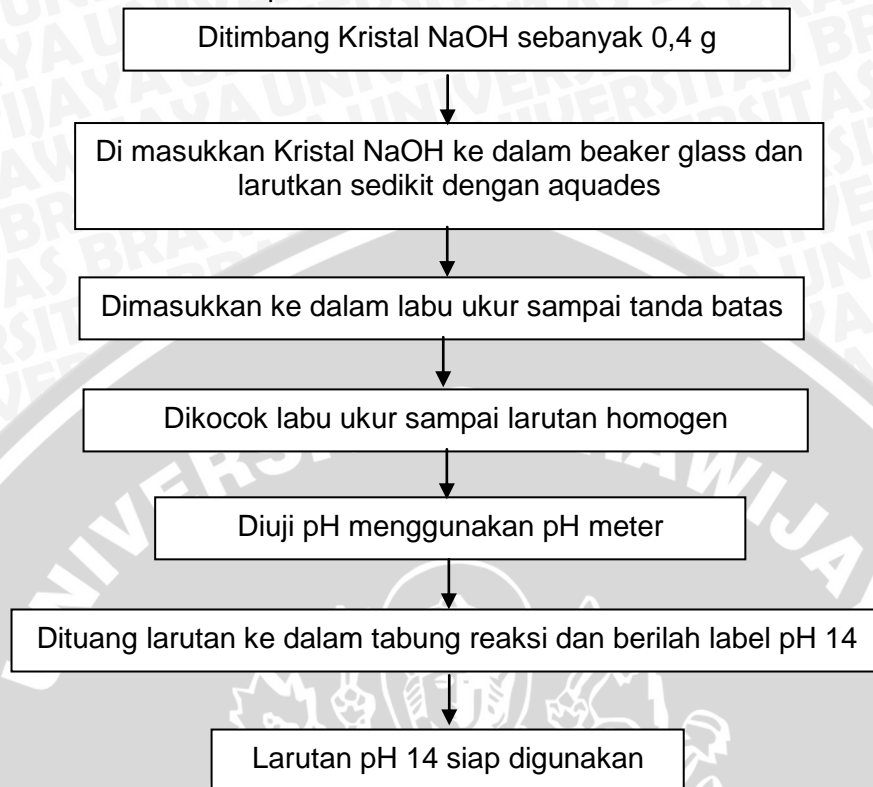 Ditimbang Kristal NaOH sebanyak 0,4 g
Di masukkan Kristal NaOH ke dalam beaker glass dan
larutkan sedikit dengan aquades
Dimasukkan ke dalam labu ukur sampai tanda batas
Dikocok labu ukur sampai larutan homogen
Diuji pH menggunakan pH meter
Dituang larutan ke dalam tabung reaksi dan berilah label pH 14
Larutan pH 14 siap digunakan